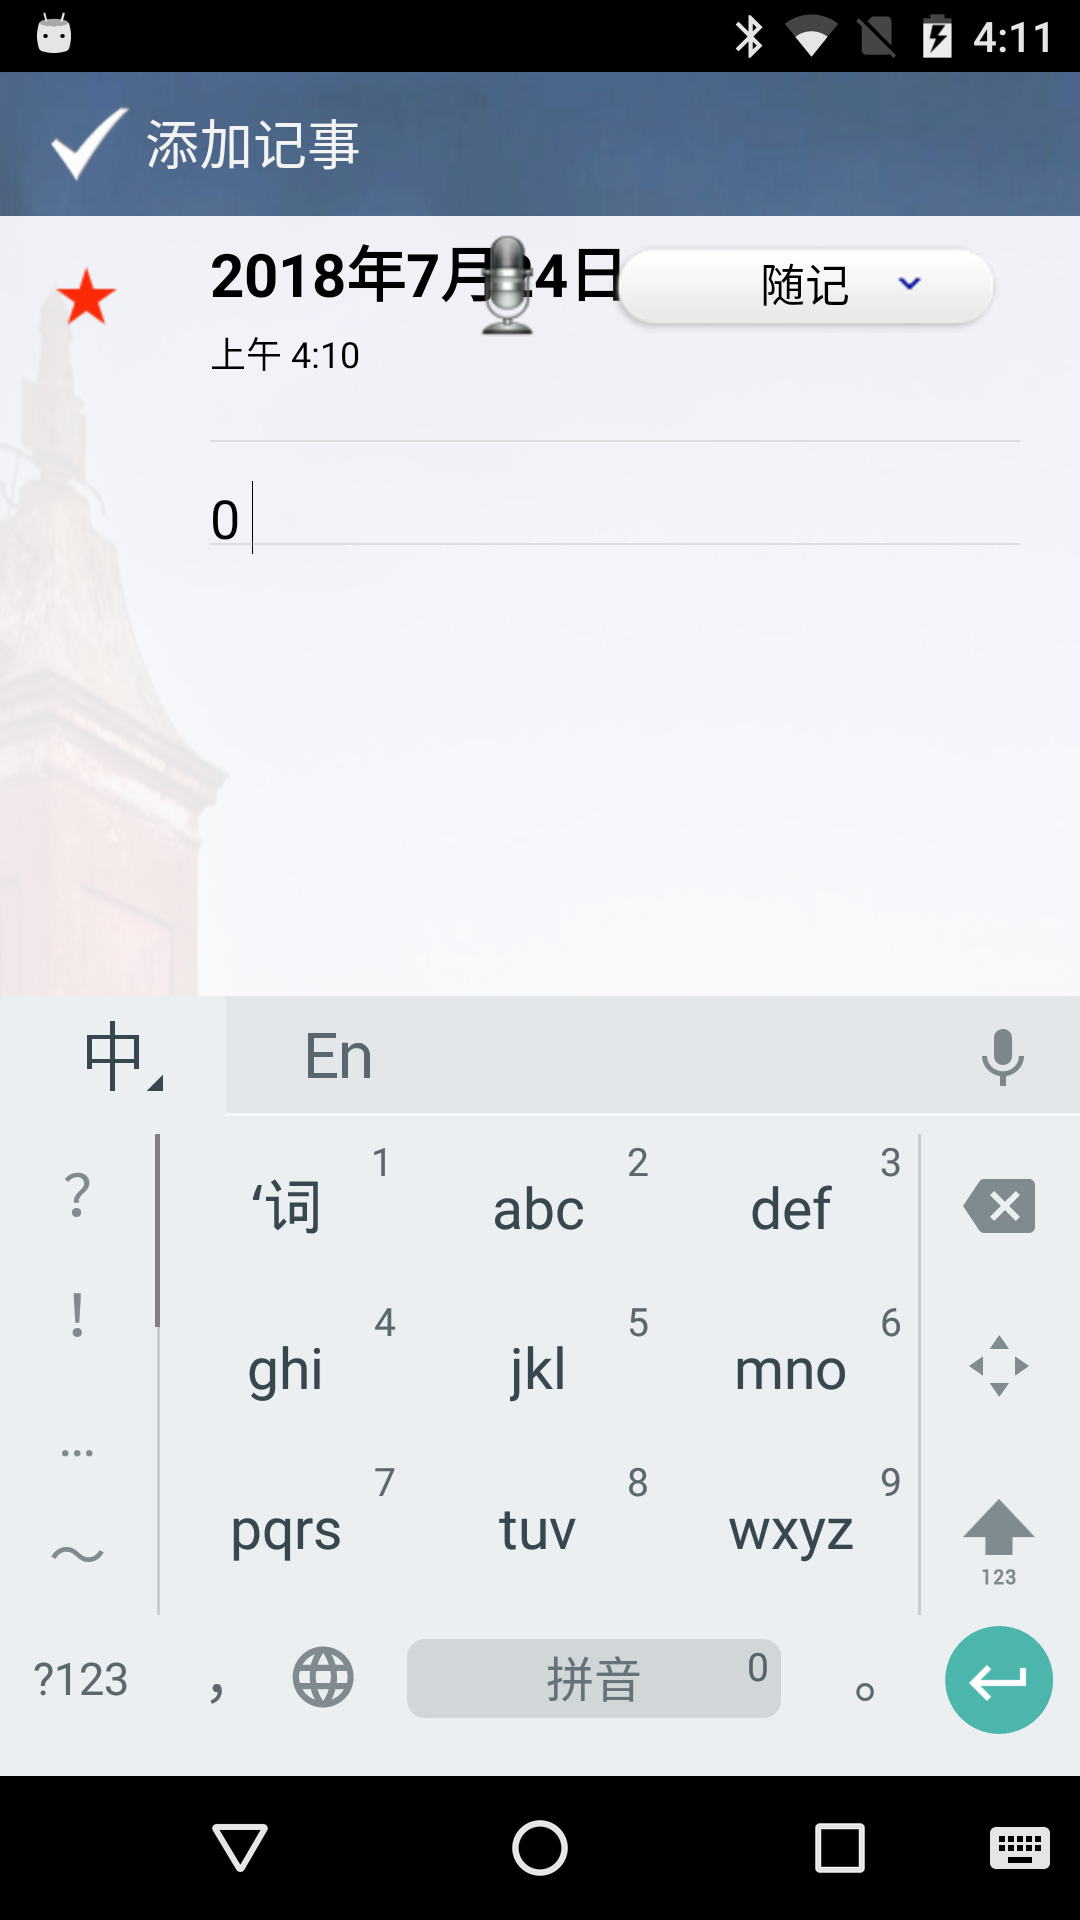 4:11
添加记事
2018年7月24日
随记
上午 4:10
0
中
En
?
!
...
～
‘词 1
abc 2
def 3
ghi 4
jkl 5
mno 6
pqrs 7
tuv 8
wxyz 9
123
?123
，
拼音 0
。